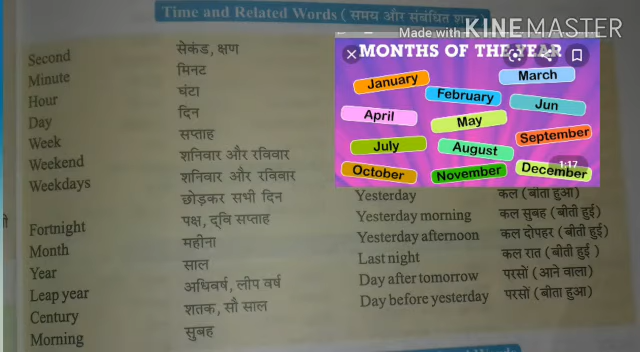 Time and Related Words (समय और संबंधित
Made with KINEMASTER
MONTHS OF THE YEAR
January
March
February
Jun
April
May
September
July
August
October
November
December
1:17
Second सेकंड, क्षण
Minute मिनट
Hour घंटा
Day दिन
Week सप्ताह
Weekend शनिवार और रविवार
Weekdays शनिवार और रविवार
छोड़कर सभी दिन
Fortnight पक्ष, द्वि सप्ताह
Month महीना
Year साल
Leap year अधिवर्ष, लीप वर्ष
Century शतक, सौ साल
Morning सुबह
Yesterday कल (बीता हुआ)
Yesterday morning कल सुबह (बीती हुई)
Yesterday afternoon कल दोपहर (बीती हुई)
Last night कल रात (बीती हुई)
Day after tomorrow परसों (आने वाला)
Day before yesterday परसों (बीता हुआ)